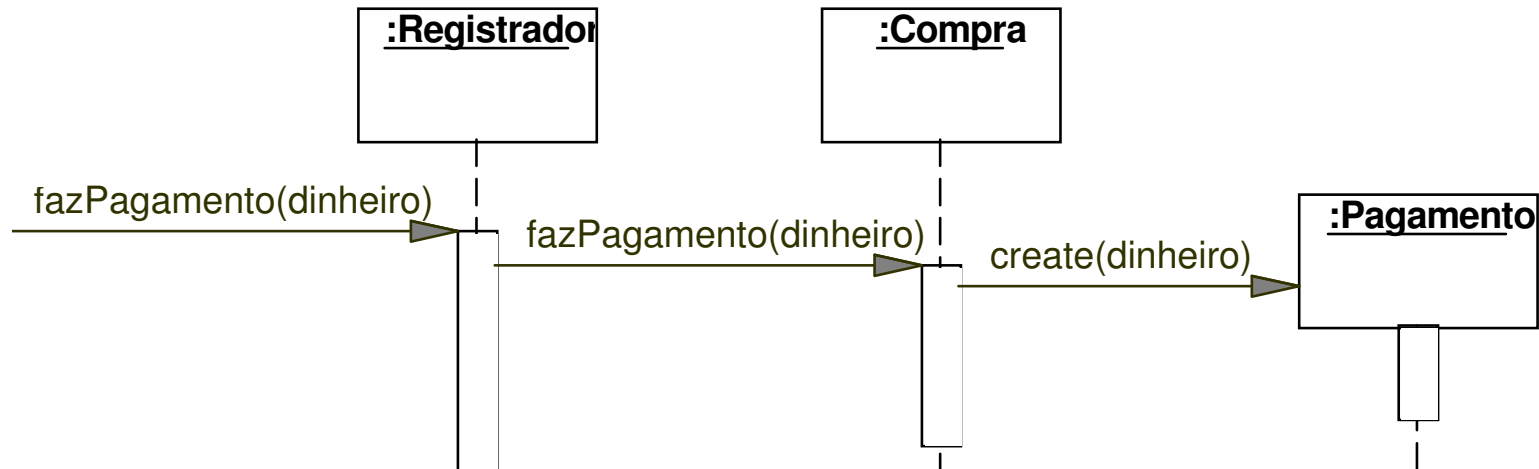 :Registrador
:Compra
fazPagamento(dinheiro)
:Pagamento
fazPagamento(dinheiro)
create(dinheiro)